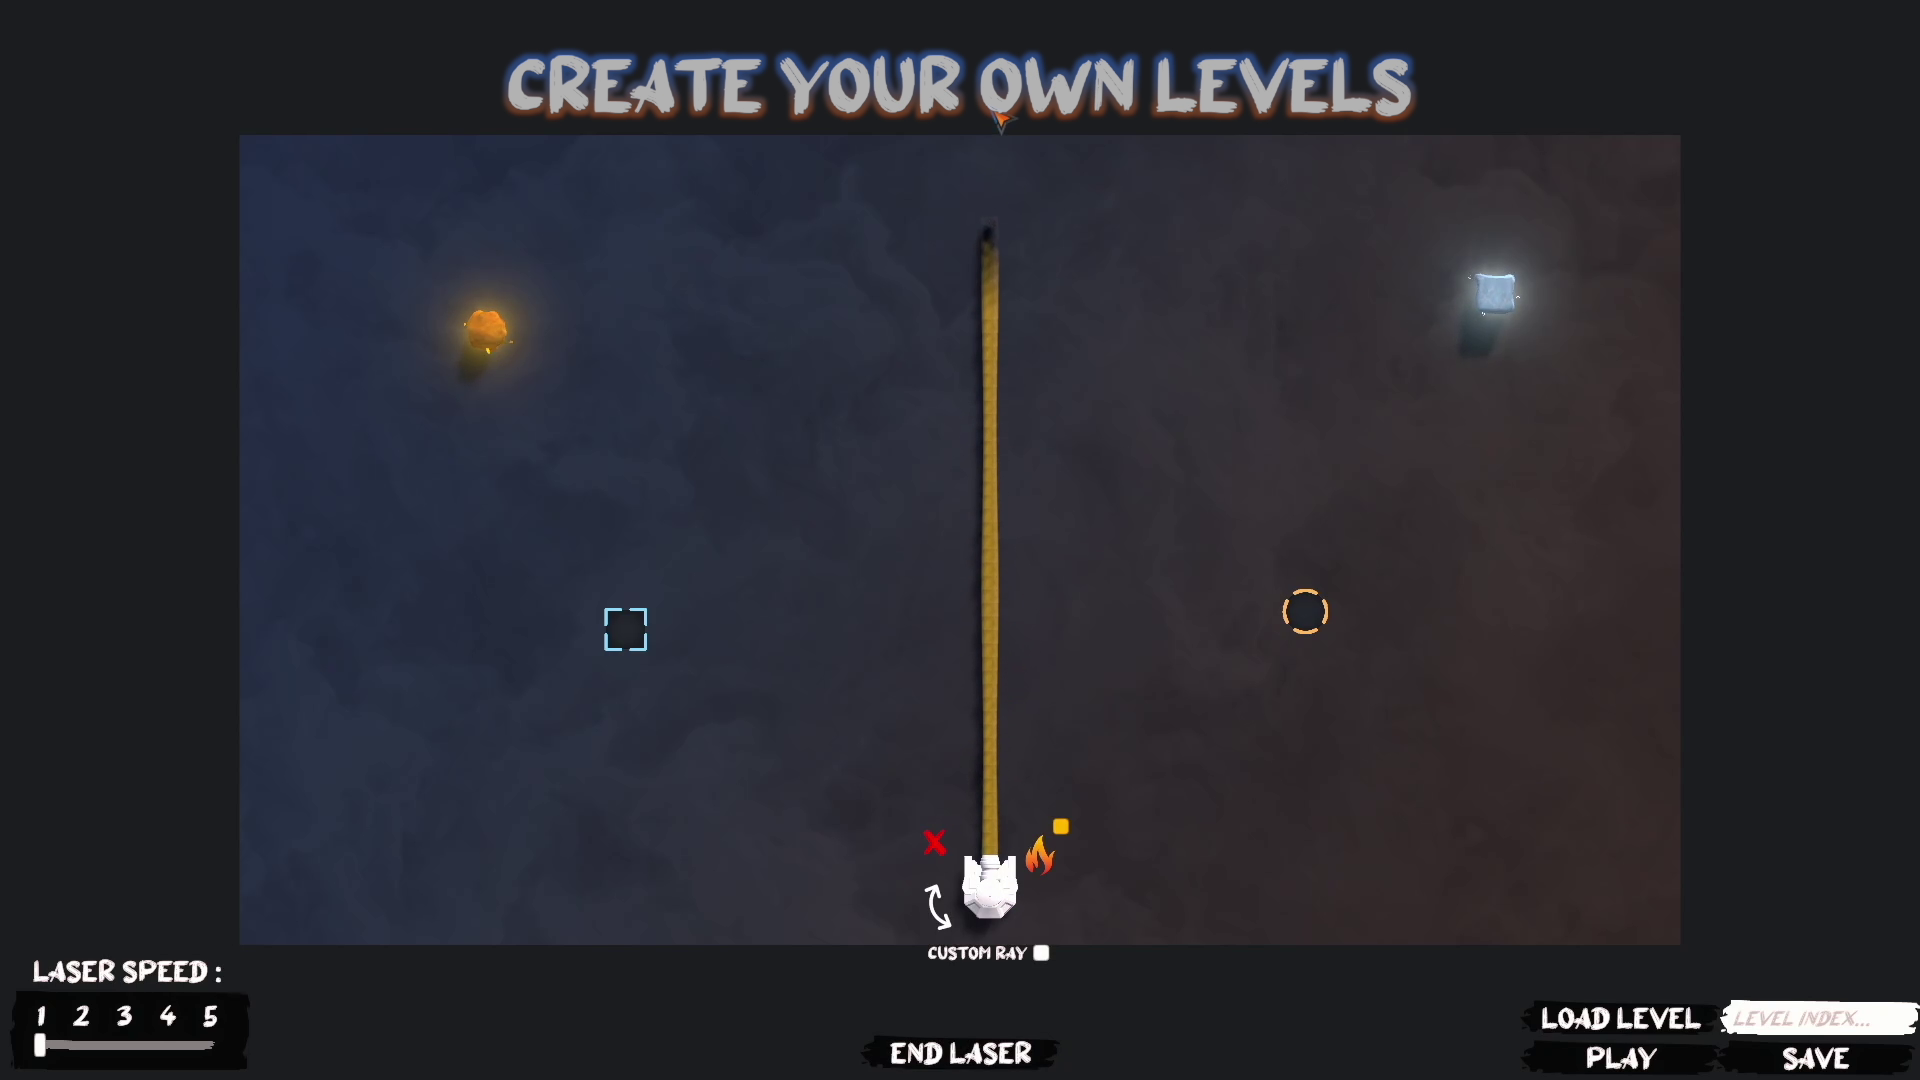 CREATE YOUR OWN LEVELS
CUSTOM RAY
LASER SPEED :
1 2 3 4 5
END LASER
LOAD LEVEL
LEVEL INDEX...
PLAY
SAVE